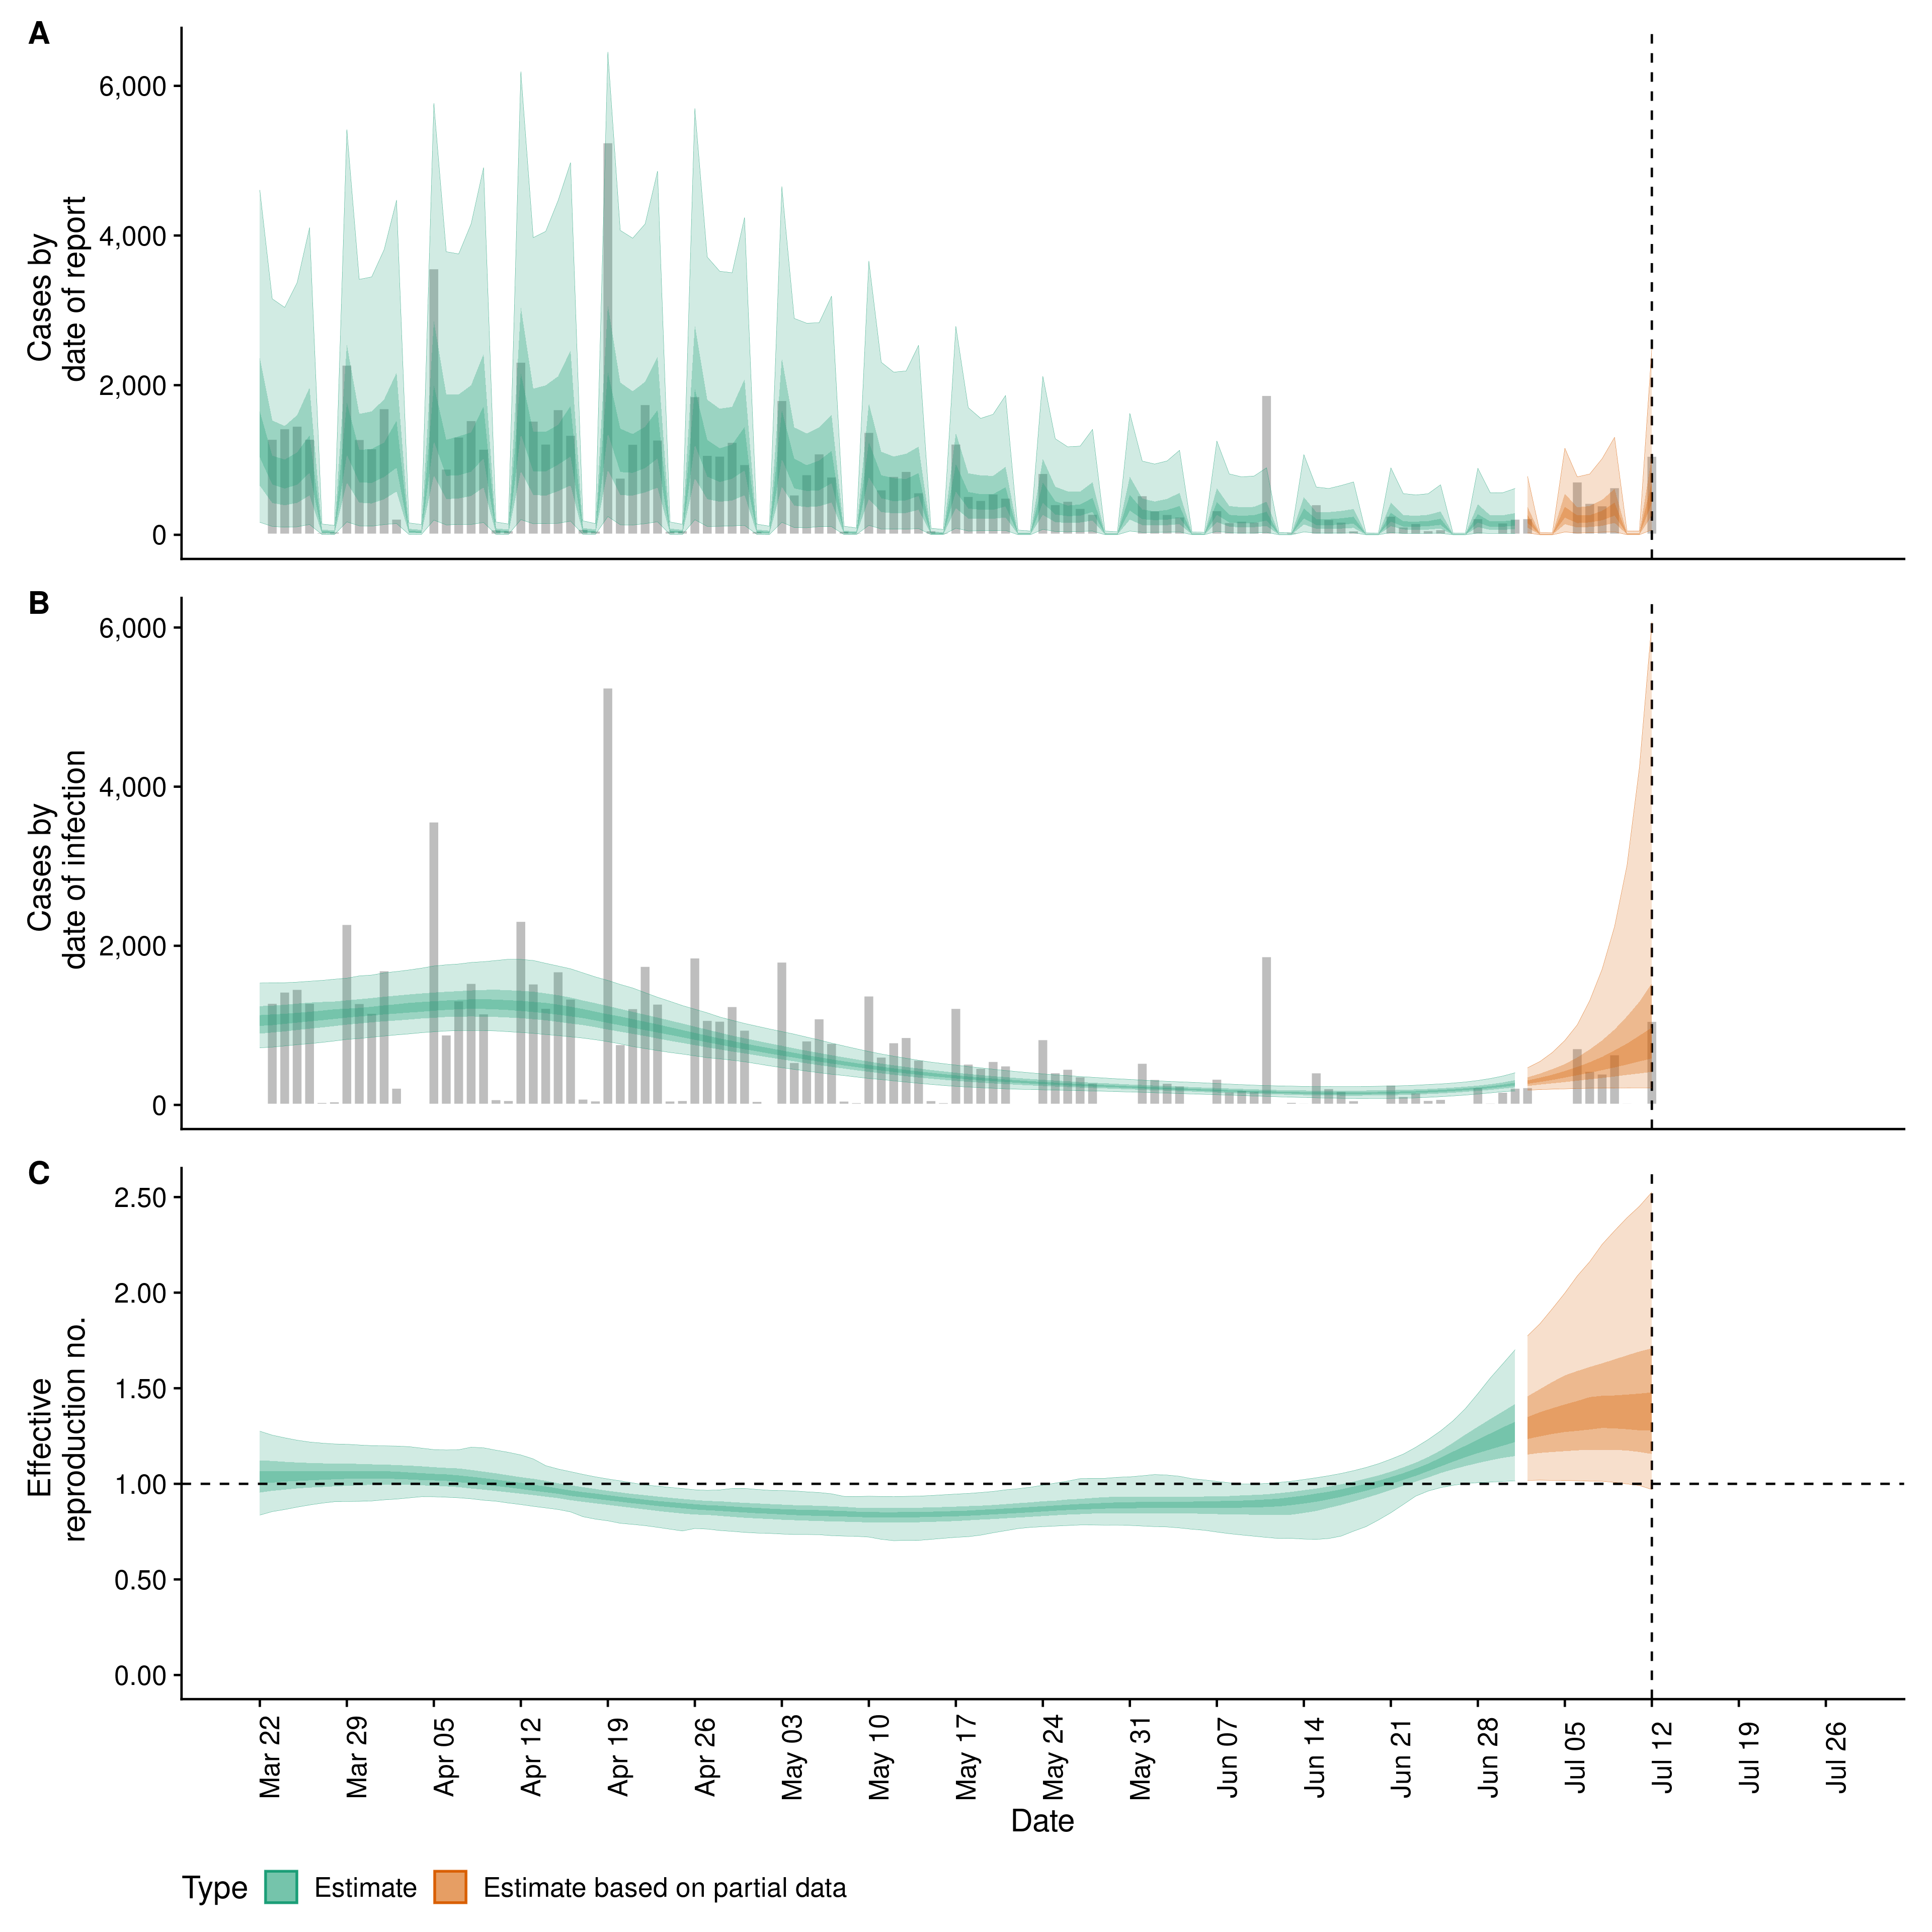 A
Cases by
date of report
6,000
4,000
2,000
0
B
Cases by
date of infection
6,000
4,000
2,000
0
C
Effective
reproduction no.
2.50
2.00
1.50
1.00
0.50
0.00
Mar 22
Mar 29
Apr 05
Apr 12
Apr 19
Apr 26
May 03
May 10
May 17
May 24
May 31
Jun 07
Jun 14
Jun 21
Jun 28
Jul 05
Jul 12
Jul 19
Jul 26
Date
Type Estimate Estimate based on partial data